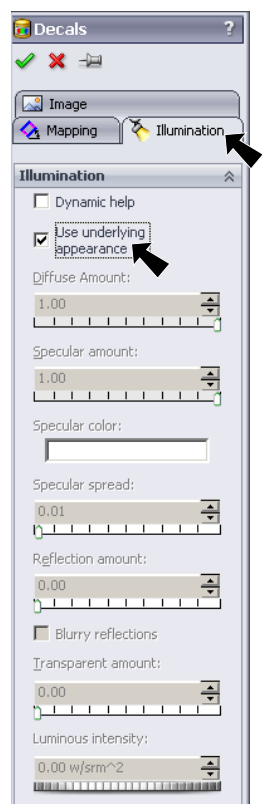 Decals ?
Image
Mapping
Illumination
Illumination
Dynamic help
Use underlying
appearance
Diffuse Amount:
1.00
Specular amount:
1.00
Specular color:
Specular spread:
0.01
Reflection amount:
0.00
Blurry reflections
Transparent amount:
0.00
Luminous intensity:
0.00 w/srm^2